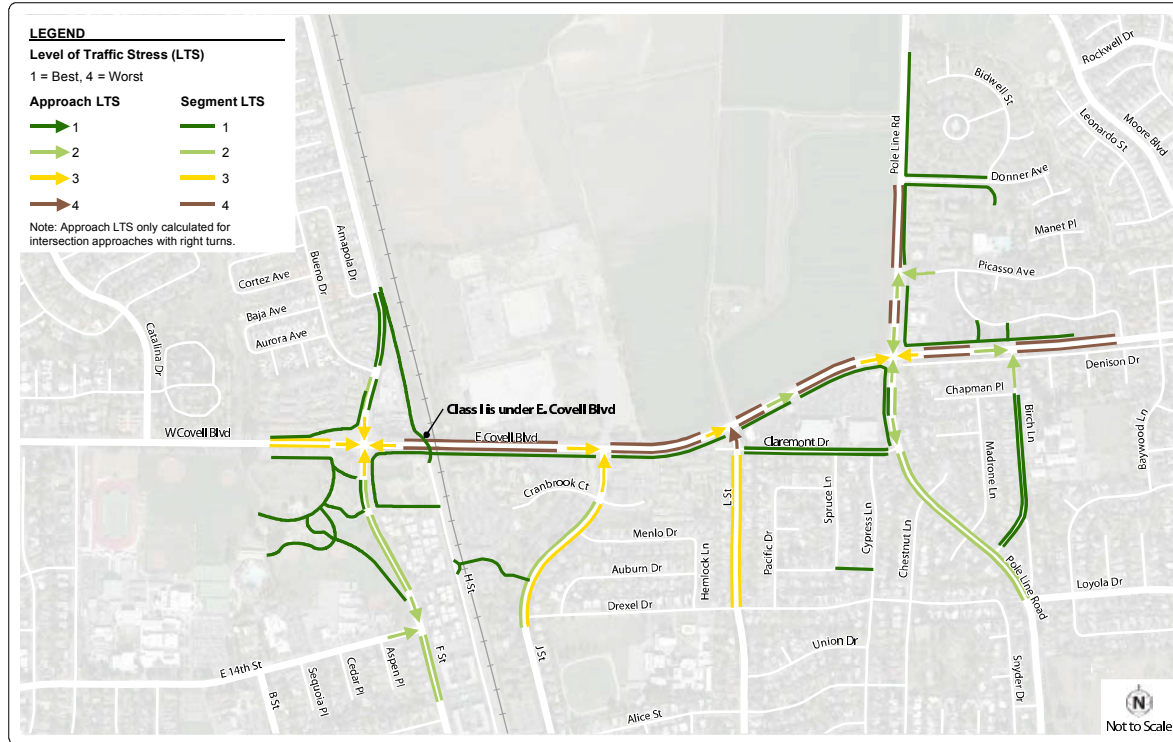 LEGEND
Level of Traffic Stress (LTS)
1 = Best, 4 = Worst
Approach LTS
Segment LTS
1
1
2
2
3
3
4
4
Note: Approach LTS only calculated for
intersection approaches with right turns.
Rockwell Dr
Bidwell St
Moore Blvd
Leonardo St
Pole Line Rd
Donner Ave
Manet Pl
Picasso Ave
Arnapola Dr
Bueno Dr
Cortez Ave
Baja Ave
Aurora Ave
Catalina Dr
Denison Dr
Chapman Pl
Birch Ln
Baywood Ln
Madrone Ln
Class I is under E. Covell Blvd
W Covell Blvd
E. Covell Blvd
Claremont Dr
Cranbrook Ct
L St
Spruce Ln
Cypress Ln
Chestnut Ln
Pacific Dr
Menlo Dr
Hemlock Ln
Auburn Dr
Drexel Dr
H St
Pole Line Road
Loyola Dr
Union Dr
Snyder Dr
J St
E 14th St
F St
Aspen Pl
Cedar Pl
Sequoia Pl
B St
Alice St
N
Not to Scale